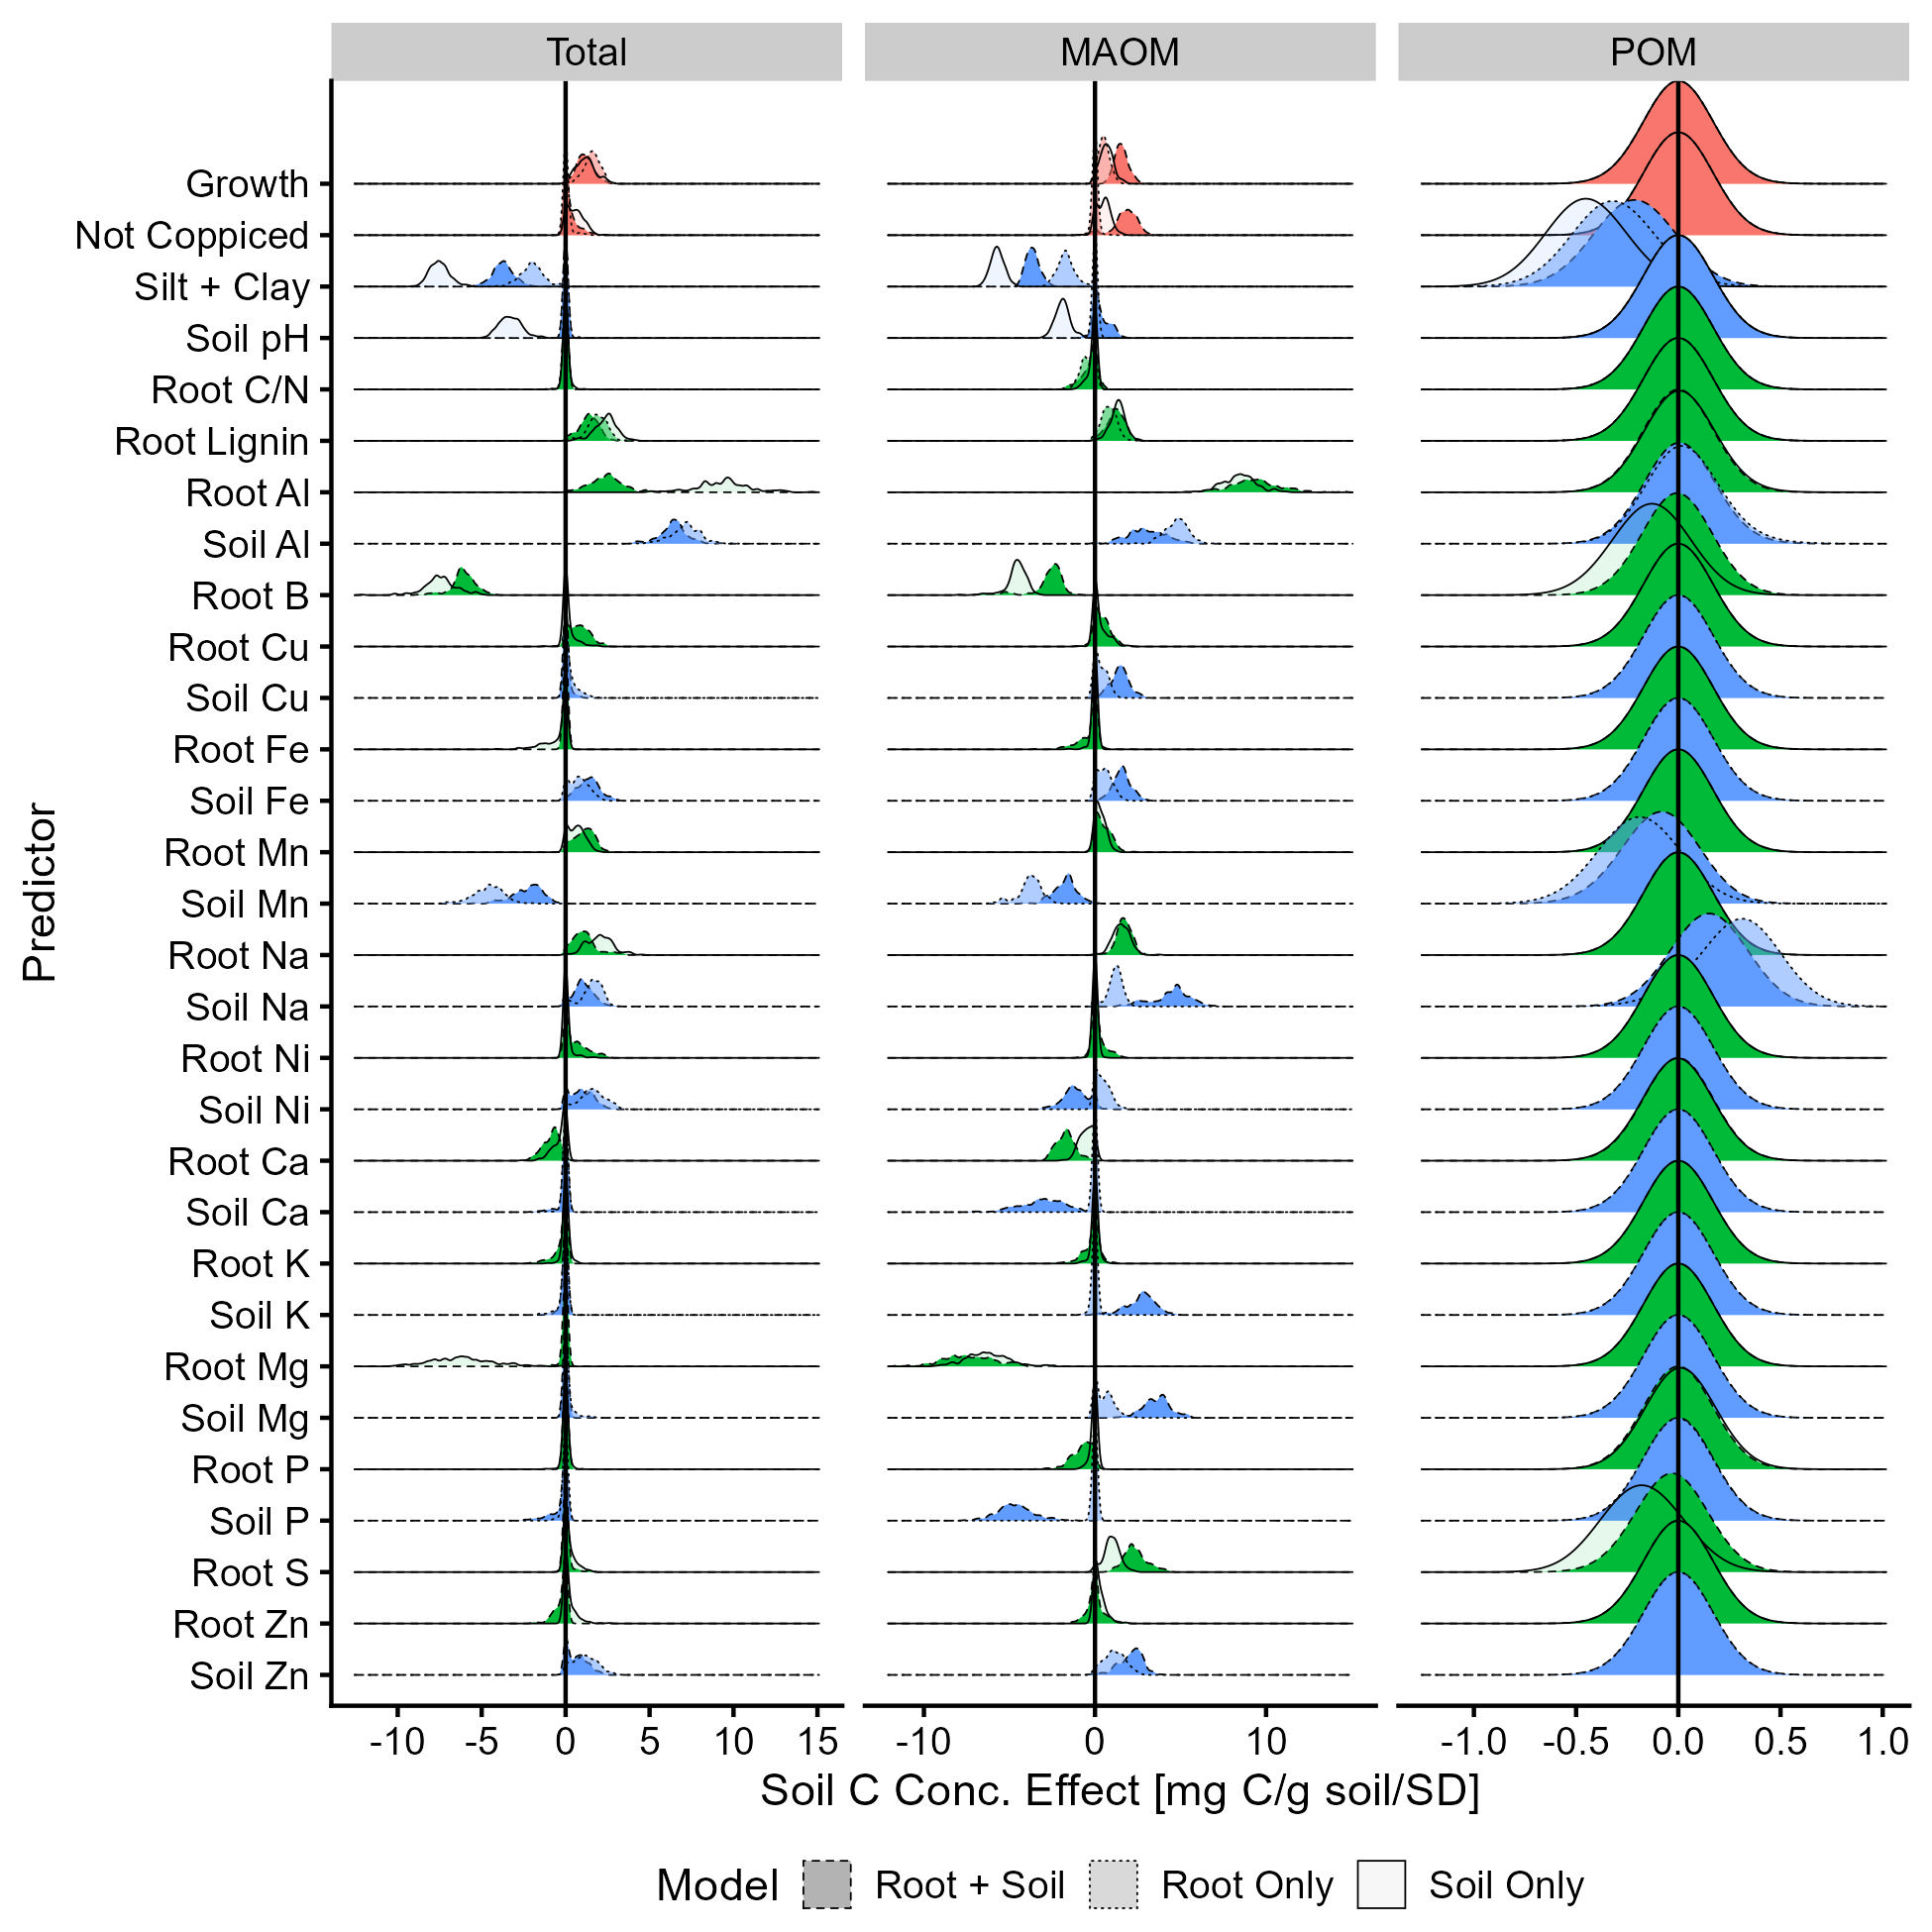 Total MAOM POM
Growth
Not Coppiced
Silt + Clay
Soil pH
Root C/N
Root Lignin
Root Al
Soil Al
Root B
Root Cu
Soil Cu
Root Fe
Soil Fe
Root Mn
Soil Mn
Root Na
Soil Na
Root Ni
Soil Ni
Root Ca
Soil Ca
Root K
Soil K
Root Mg
Soil Mg
Root P
Soil P
Root S
Root Zn
Soil Zn
Predictor
-10 -5 0 5 10 15 -10 0 10 -1.0 -0.5 0.0 0.5 1.0
Soil C Conc. Effect [mg C/g soil/SD]
Model Root + Soil Root Only Soil Only